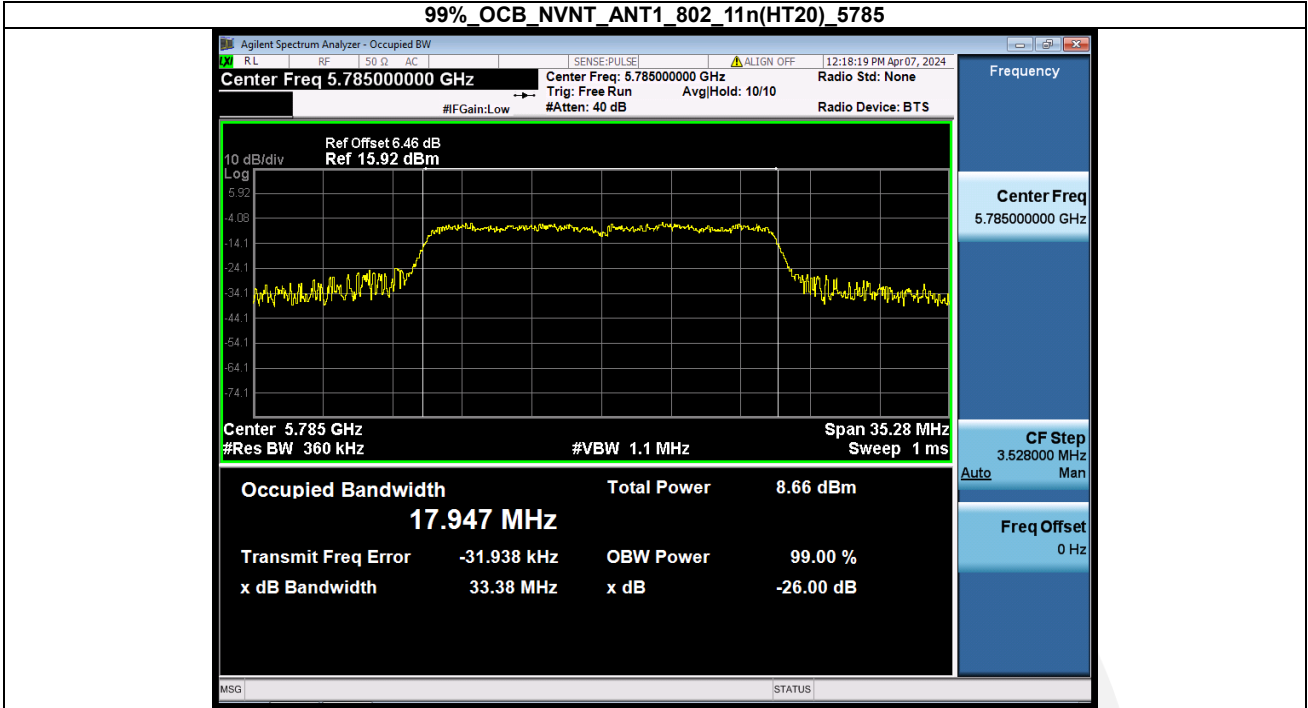 99%_OCB_NVNT_ANT1_802_11n(HT20)_5785
Agilent Spectrum Analyzer - Occupied BW
LXI RL RF 50 Ω AC SENSE:PULSE ALIGN OFF 12:18:19 PM Apr 07, 2024
Center Freq 5.785000000 GHz
Center Freq: 5.785000000 GHz
Radio Std: None
Trig: Free Run Avg|Hold: 10/10
#IFGain:Low
#Atten: 40 dB
Radio Device: BTS
Ref Offset 6.46 dB
10 dB/div Ref 15.92 dBm
Log
5.92
-4.08
-14.1
-24.1
-34.1
-44.1
-54.1
-64.1
-74.1
Center 5.785 GHz Span 35.28 MHz
#Res BW 360 kHz #VBW 1.1 MHz Sweep 1 ms
Occupied Bandwidth Total Power 8.66 dBm
17.947 MHz
Transmit Freq Error -31.938 kHz OBW Power 99.00 %
x dB Bandwidth 33.38 MHz x dB -26.00 dB
MSG STATUS
Frequency
Center Freq
5.785000000 GHz
CF Step
3.528000 MHz
Auto Man
Freq Offset
0 Hz